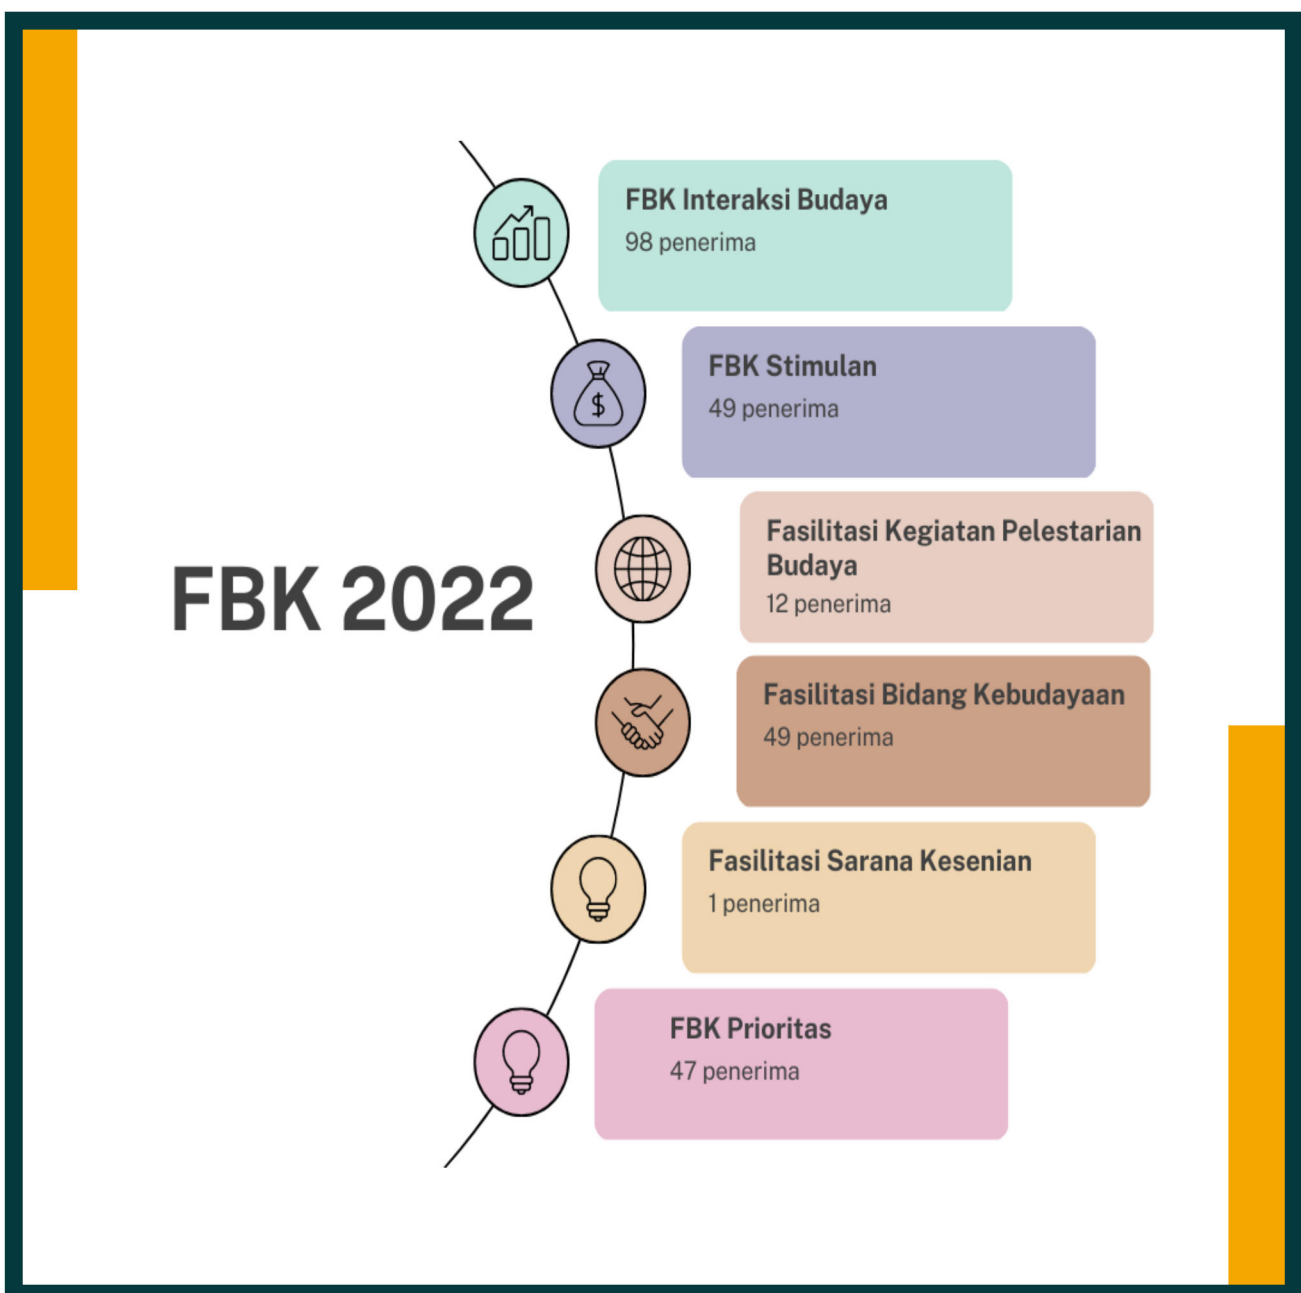 FBK 2022
FBK Interaksi Budaya
98 penerima
FBK Stimulan
49 penerima
Fasilitasi Kegiatan Pelestarian
Budaya
12 penerima
Fasilitasi Bidang Kebudayaan
49 penerima
Fasilitasi Sarana Kesenian
1 penerima
FBK Prioritas
47 penerima